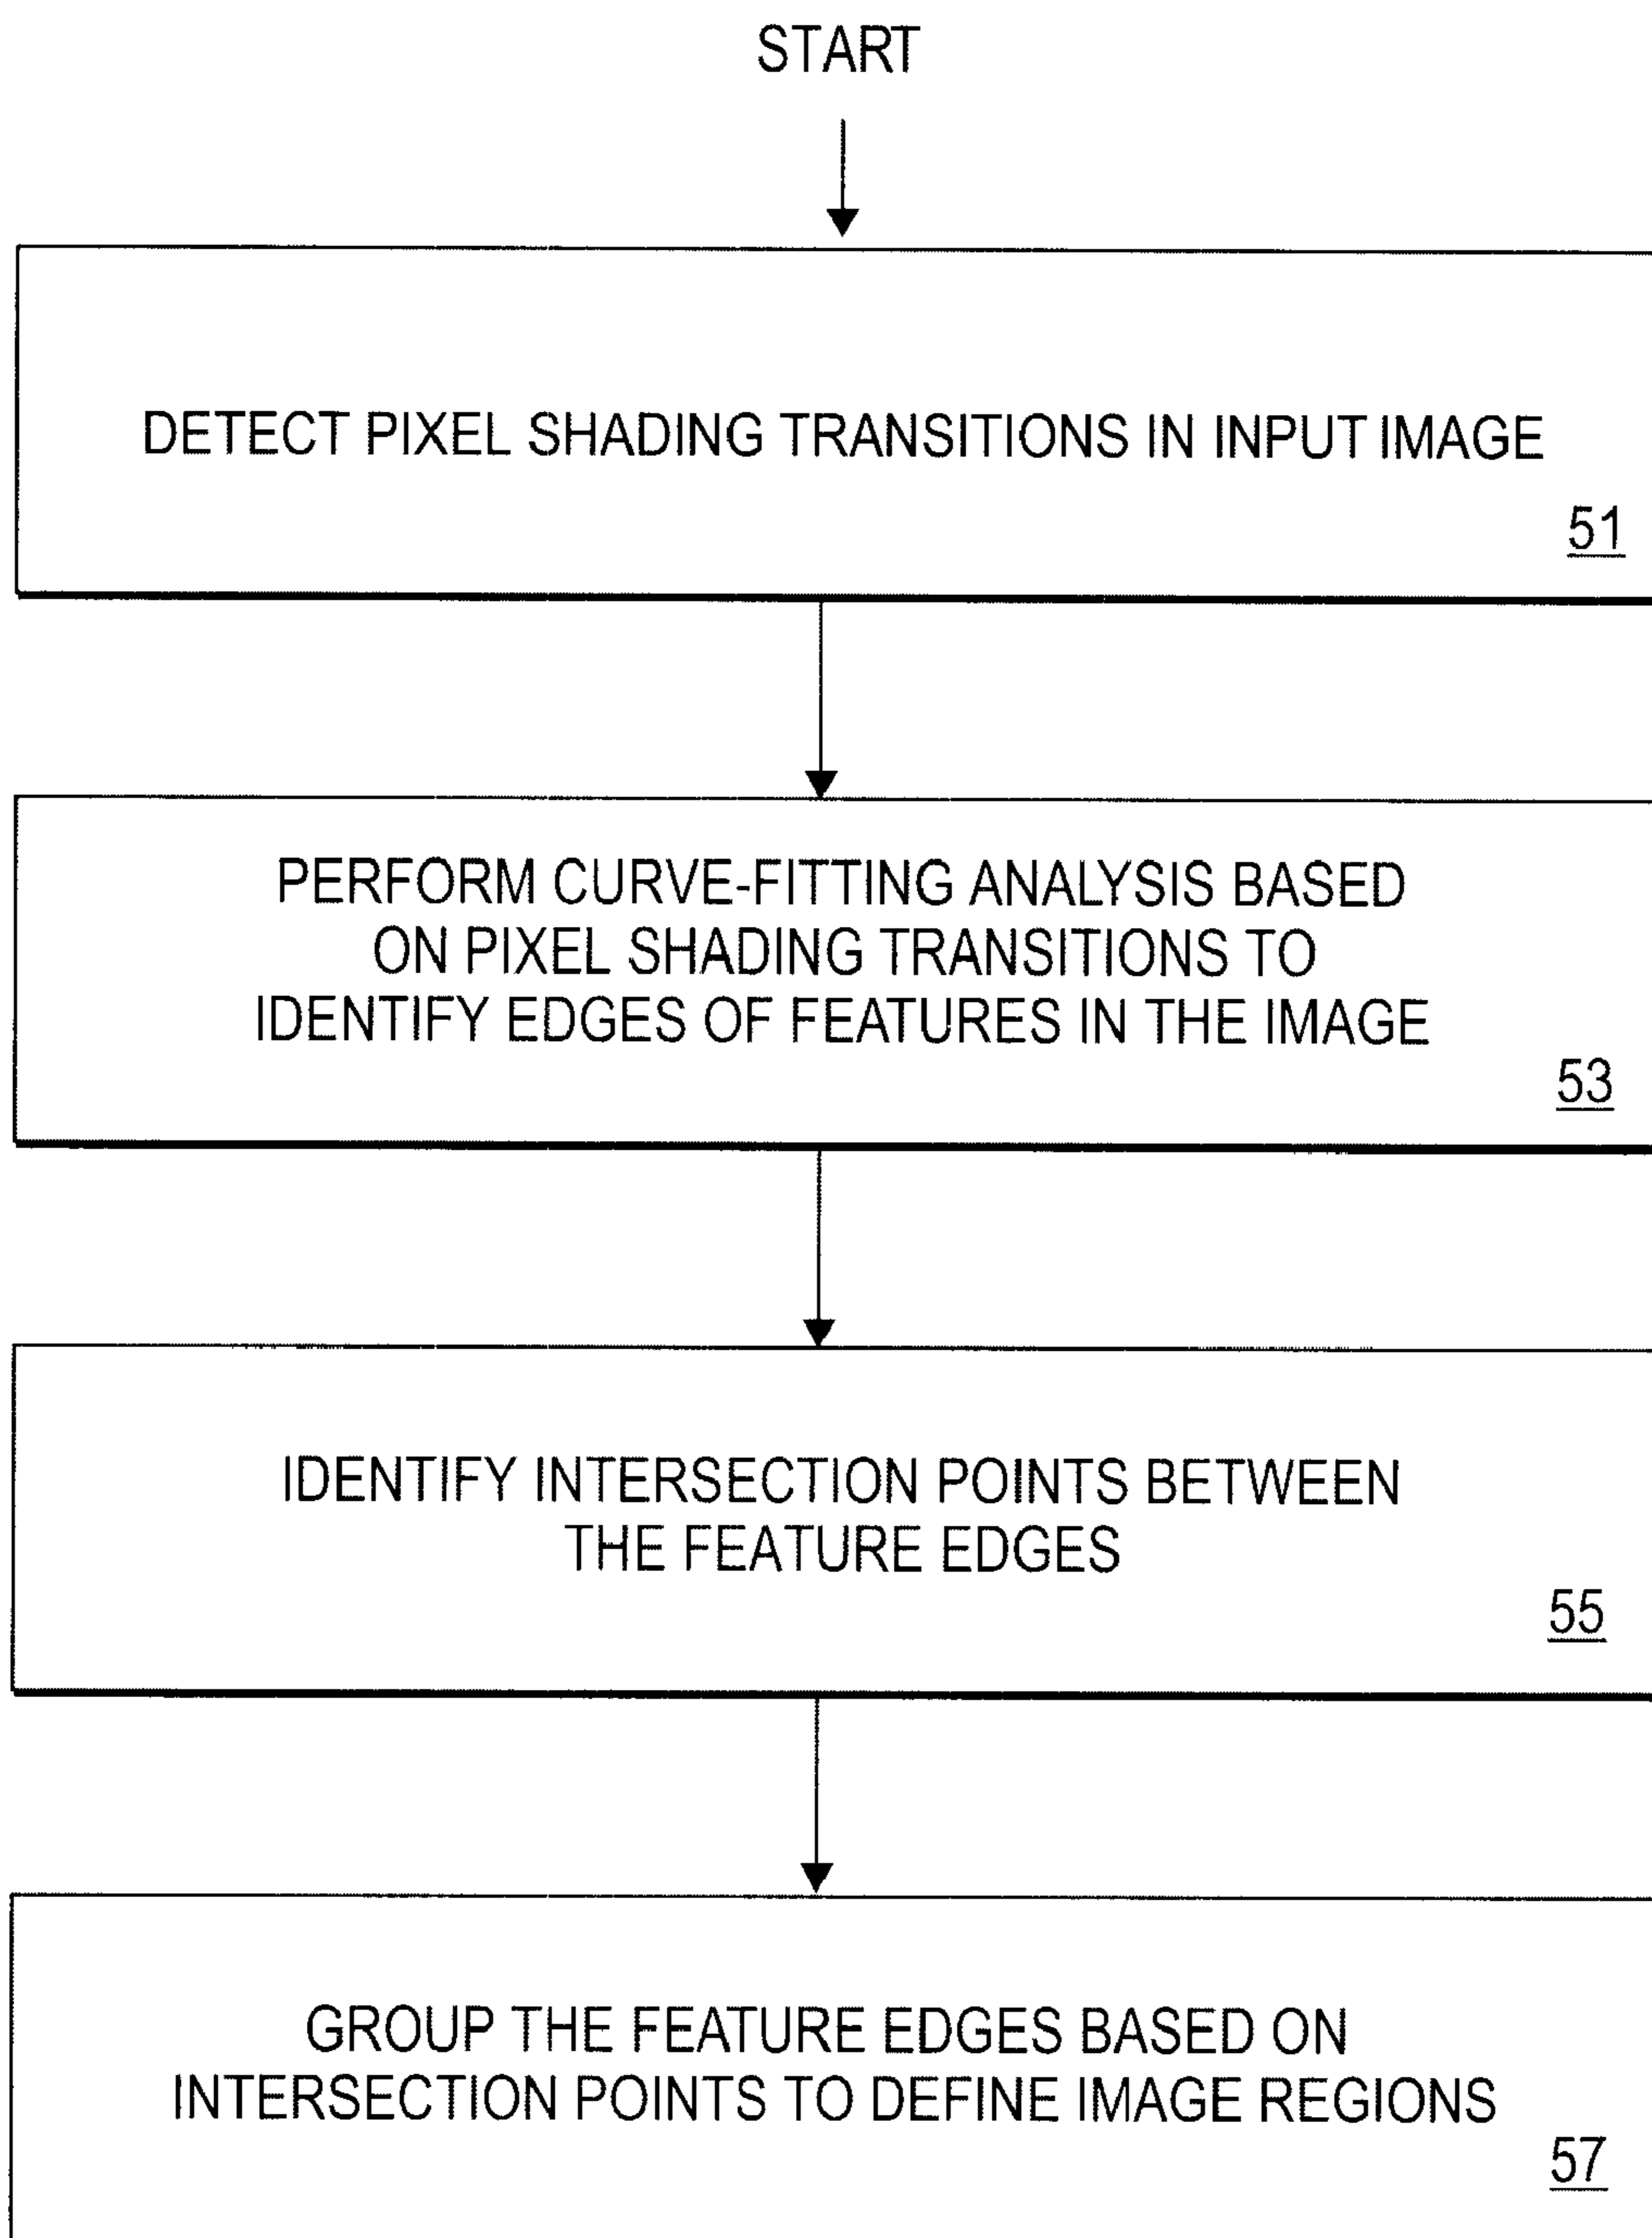 START
DETECT PIXEL SHADING TRANSITIONS IN INPUT IMAGE
51
PERFORM CURVE-FITTING ANALYSIS BASED
ON PIXEL SHADING TRANSITIONS TO
IDENTIFY EDGES OF FEATURES IN THE IMAGE
53
IDENTIFY INTERSECTION POINTS BETWEEN
THE FEATURE EDGES
55
GROUP THE FEATURE EDGES BASED ON
INTERSECTION POINTS TO DEFINE IMAGE REGIONS
57